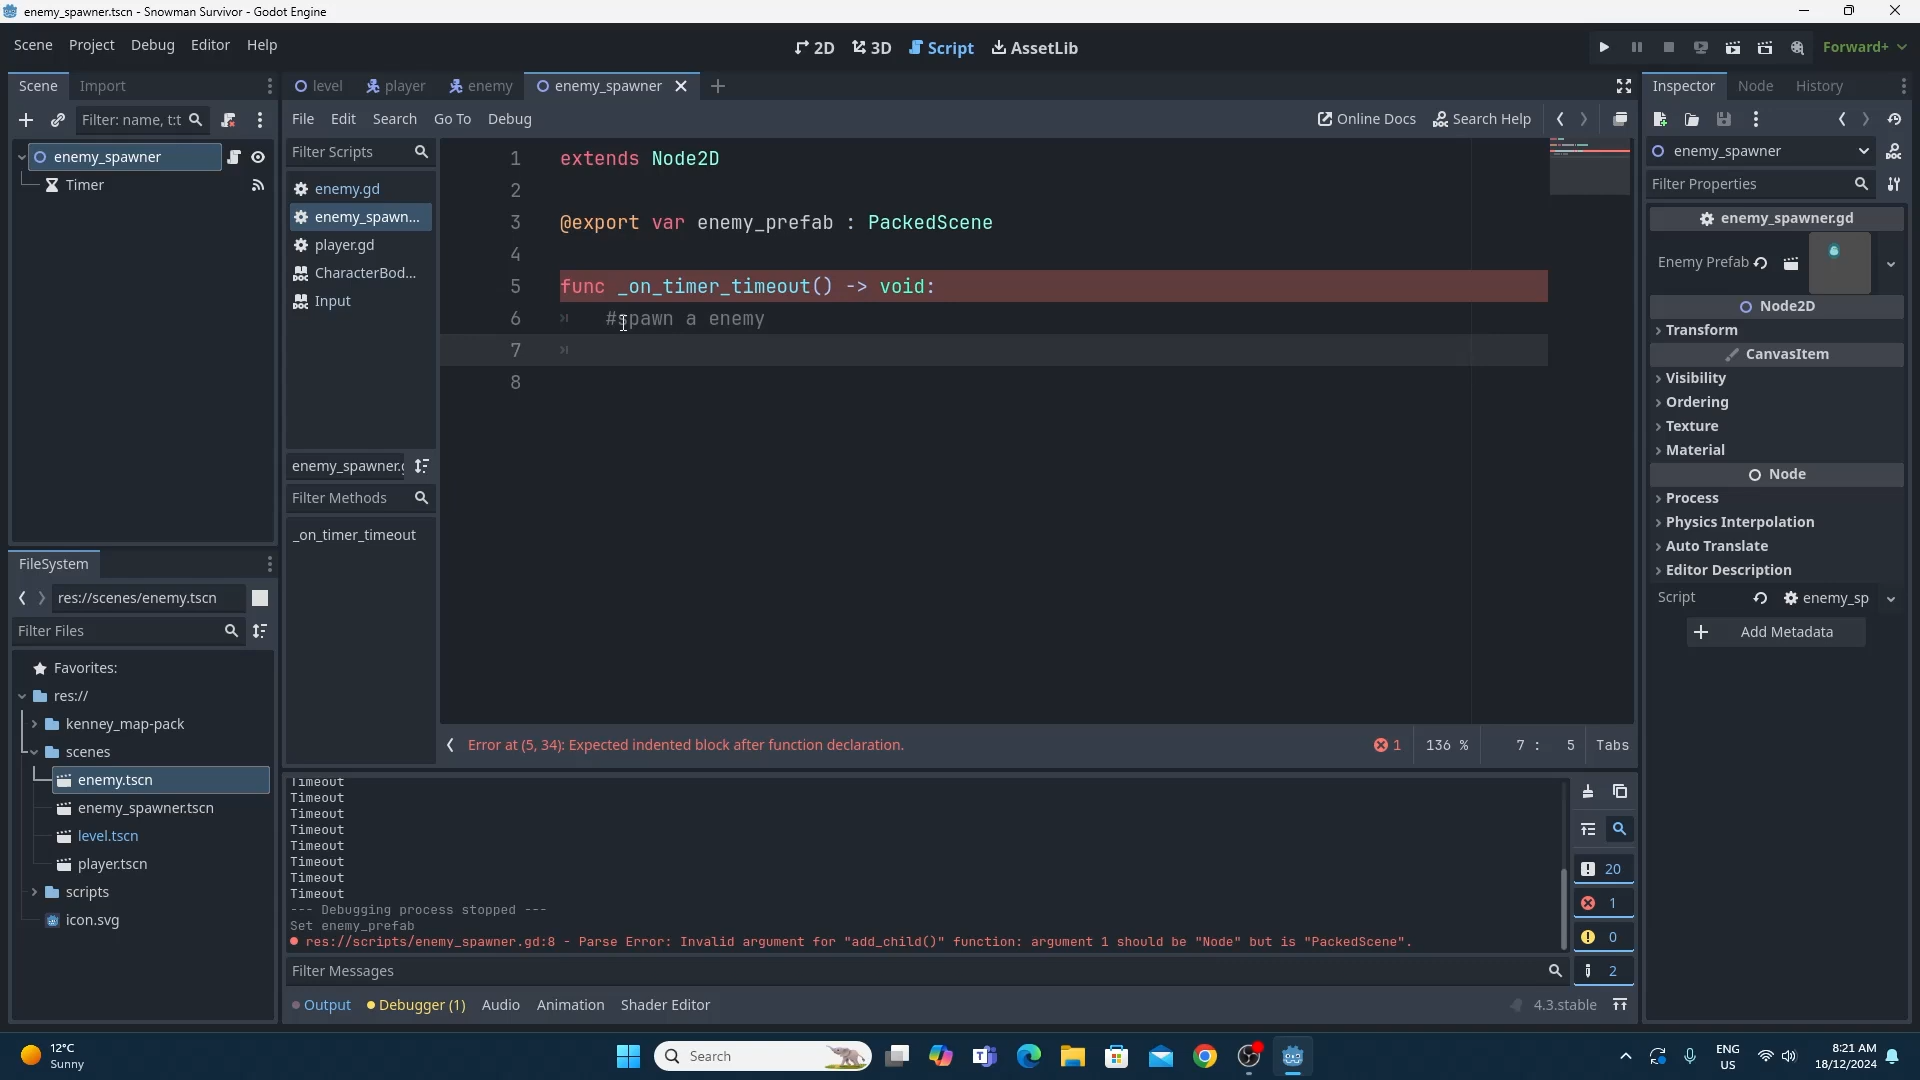 enemy_spawner.tscn - Snowman Survivor - Godot Engine
Scene Project Debug Editor Help
2D 3D Script AssetLib
Forward+
Scene Import
level player enemy enemy_spawner
Inspector Node History
Filter: name, t:t
File Edit Search Go To Debug
Online Docs Search Help
enemy_spawner
Timer
Filter Scripts
enemy.gd
enemy_spawn...
player.gd
CharacterBod...
Input
enemy_spawner.g
Filter Methods
_on_timer_timeout
1 extends Node2D
2
3 @export var enemy_prefab : PackedScene
4
5 func _on_timer_timeout() -> void:
6 #spawn a enemy
7
8
Error at (5, 34): Expected indented block after function declaration.
1 136 % 7 : 5 Tabs
enemy_spawner
Filter Properties
enemy_spawner.gd
Enemy Prefab
Node2D
Transform
CanvasItem
Visibility
Ordering
Texture
Material
Node
Process
Physics Interpolation
Auto Translate
Editor Description
Script enemy_sp
Add Metadata
FileSystem
res://scenes/enemy.tscn
Filter Files
Favorites:
res://
kenney_map-pack
scenes
enemy.tscn
enemy_spawner.tscn
level.tscn
player.tscn
scripts
icon.svg
Timeout
Timeout
Timeout
Timeout
Timeout
Timeout
Timeout
Timeout
--- Debugging process stopped ---
Set enemy_prefab
res://scripts/enemy_spawner.gd:8 - Parse Error: Invalid argument for "add_child()" function: argument 1 should be "Node" but is "PackedScene".
20
1
0
2
Filter Messages
Output Debugger (1) Audio Animation Shader Editor
4.3.stable
12°C
Sunny
Search
ENG
US
8:21 AM
18/12/2024